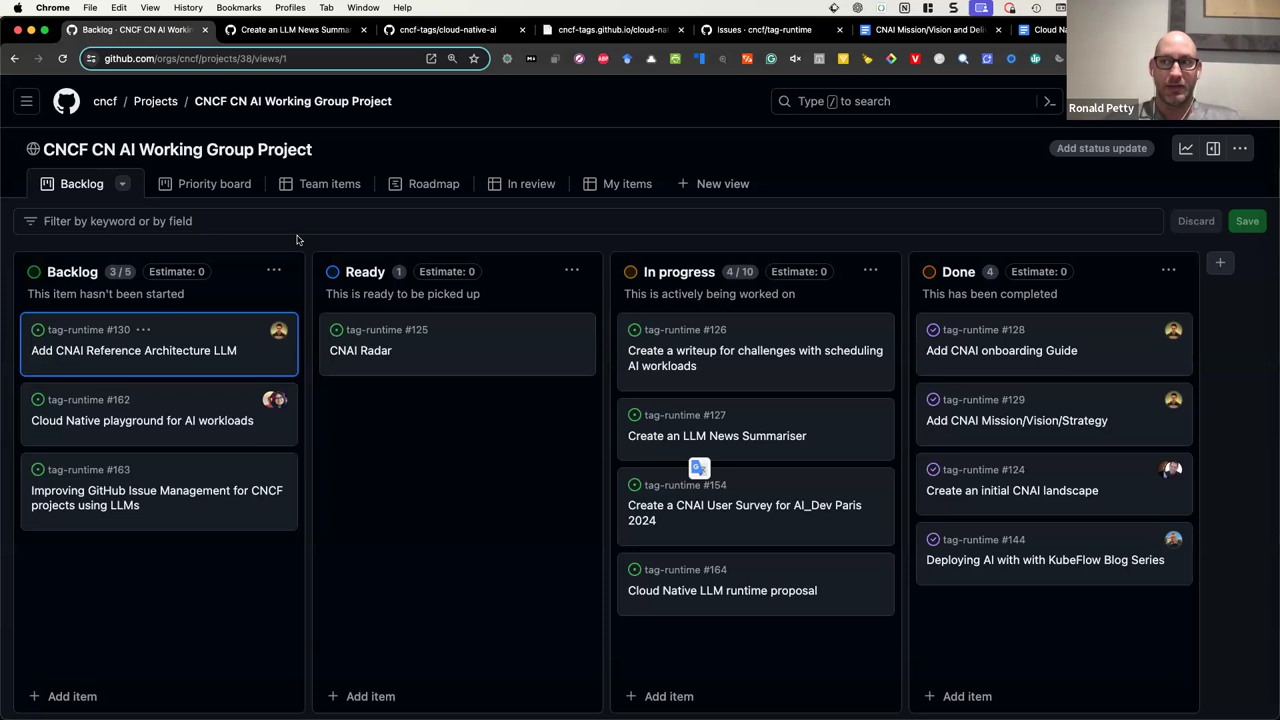 Chrome File Edit View History Bookmarks Profiles Tab Window Help
Backlog · CNCF CN AI Workin
Create an LLM News Summar
cncf-tags/cloud-native-ai
cncf-tags.github.io/cloud-nat
Issues · cncf/tag-runtime
CNAI Mission/Vision and Deli
Cloud Na
github.com/orgs/cncf/projects/38/views/1
Ronald Petty
cncf / Projects / CNCF CN AI Working Group Project
Type / to search
CNCF CN AI Working Group Project
Add status update
Backlog
Priority board
Team items
Roadmap
In review
My items
New view
Filter by keyword or by field
Discard
Save
Backlog 3 / 5 Estimate: 0
This item hasn't been started
tag-runtime #130
Add CNAI Reference Architecture LLM
tag-runtime #162
Cloud Native playground for AI workloads
tag-runtime #163
Improving GitHub Issue Management for CNCF
projects using LLMs
Add item
Ready 1 Estimate: 0
This is ready to be picked up
tag-runtime #125
CNAI Radar
Add item
In progress 4 / 10 Estimate: 0
This is actively being worked on
tag-runtime #126
Create a writeup for challenges with scheduling
AI workloads
tag-runtime #127
Create an LLM News Summariser
tag-runtime #154
Create a CNAI User Survey for AI_Dev Paris
2024
tag-runtime #164
Cloud Native LLM runtime proposal
Add item
Done 4 Estimate: 0
This has been completed
tag-runtime #128
Add CNAI onboarding Guide
tag-runtime #129
Add CNAI Mission/Vision/Strategy
tag-runtime #124
Create an initial CNAI landscape
tag-runtime #144
Deploying AI with with KubeFlow Blog Series
Add item